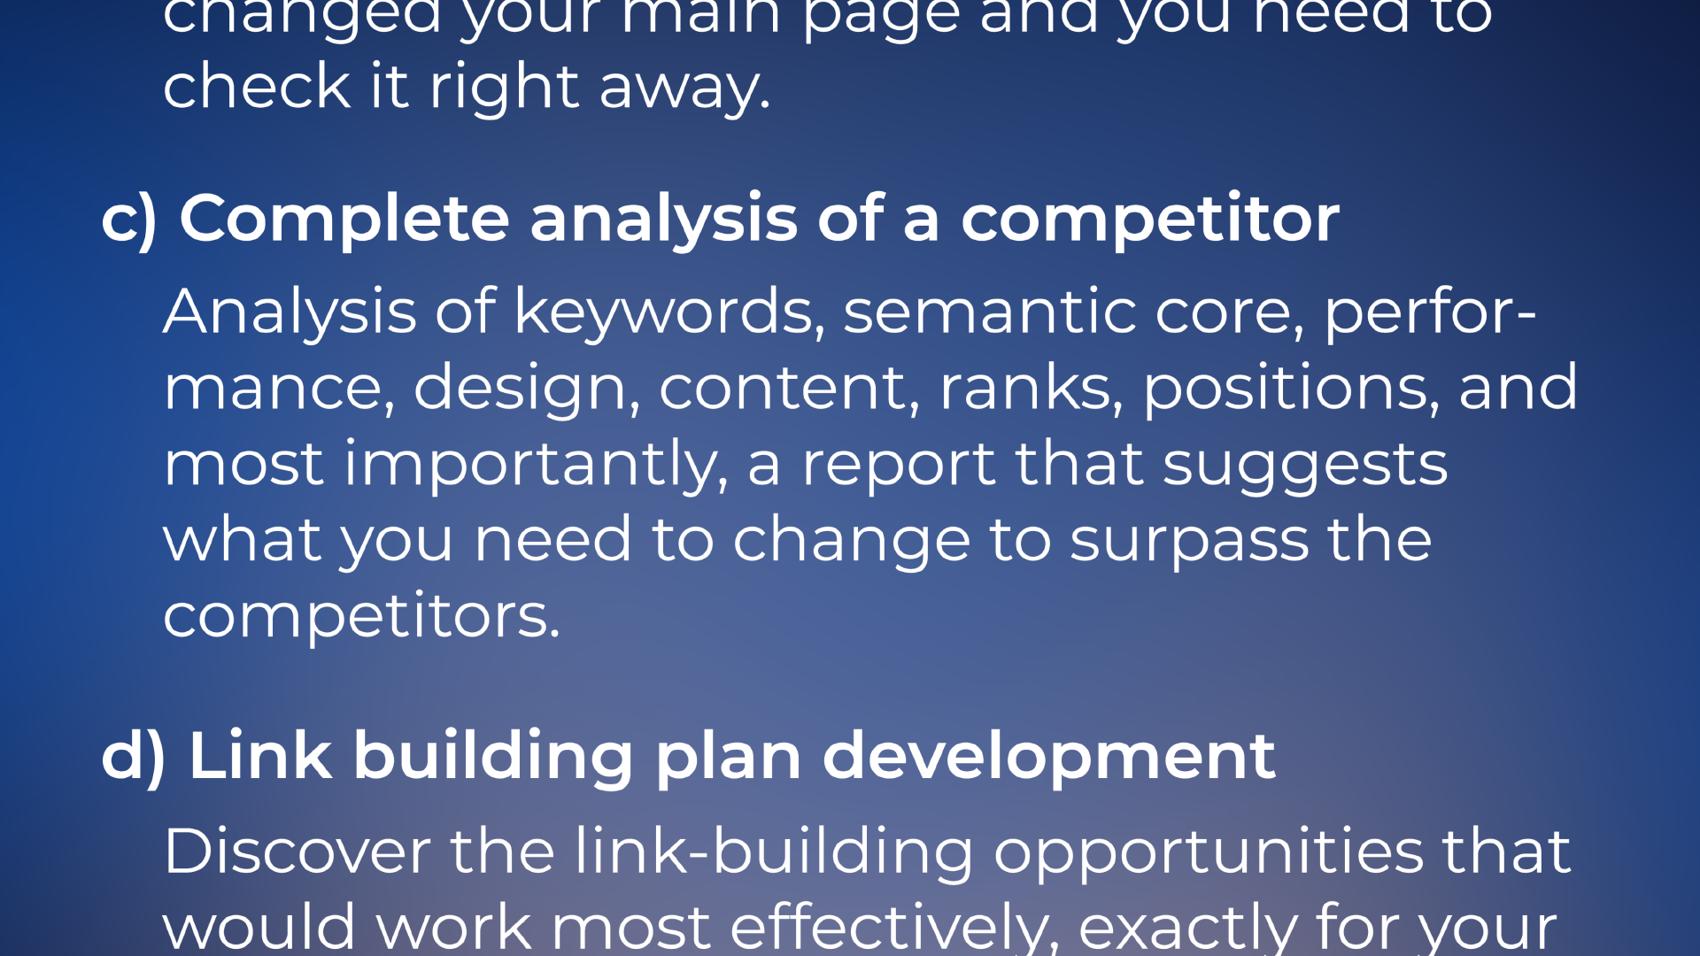 changed your main page and you need to
check it right away.
c) Complete analysis of a competitor
Analysis of keywords, semantic core, perfor-
mance, design, content, ranks, positions, and
most importantly, a report that suggests
what you need to change to surpass the
competitors.
d) Link building plan development
Discover the link-building opportunities that
would work most effectively, exactly for your